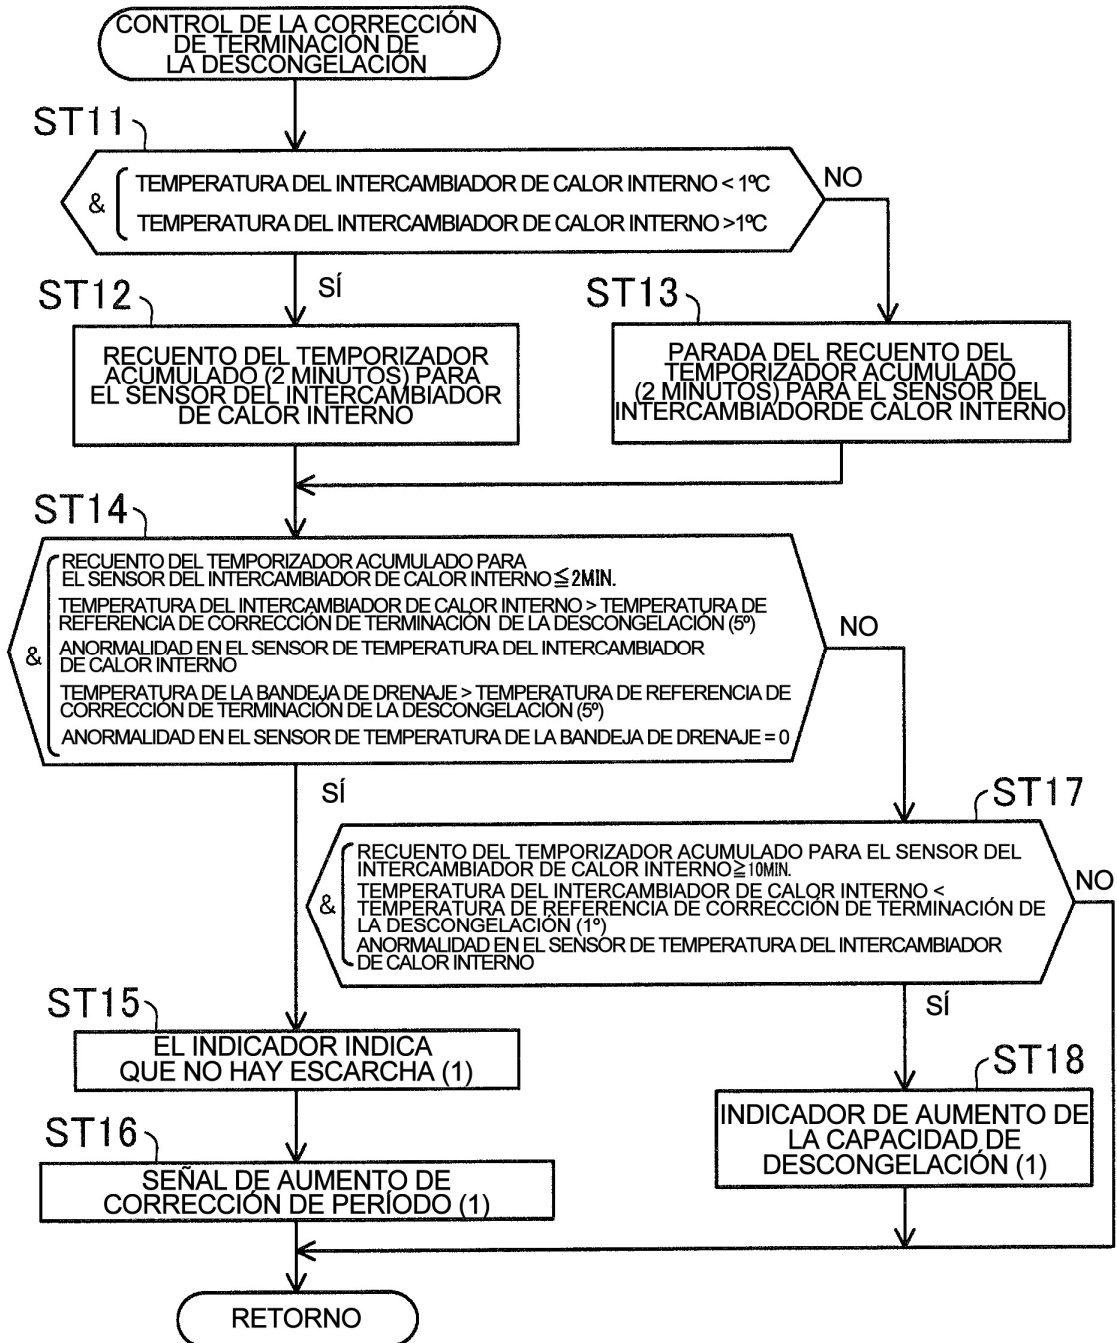 CONTROL DE LA CORRECCIÓN
DE TERMINACIÓN DE
LA DESCONGELACIÓN
ST11
& TEMPERATURA DEL INTERCAMBIADOR DE CALOR INTERNO < 1ºC
TEMPERATURA DEL INTERCAMBIADOR DE CALOR INTERNO >1ºC
NO
SÍ
ST12
RECUENTO DEL TEMPORIZADOR
ACUMULADO (2 MINUTOS) PARA
EL SENSOR DEL INTERCAMBIADOR
DE CALOR INTERNO
ST13
PARADA DEL RECUENTO DEL
TEMPORIZADOR ACUMULADO
(2 MINUTOS) PARA EL SENSOR DEL
INTERCAMBIADORDE CALOR INTERNO
ST14
RECUENTO DEL TEMPORIZADOR ACUMULADO PARA
EL SENSOR DEL INTERCAMBIADOR DE CALOR INTERNO ≦2MIN.
TEMPERATURA DEL INTERCAMBIADOR DE CALOR INTERNO > TEMPERATURA DE
REFERENCIA DE CORRECCIÓN DE TERMINACIÓN DE LA DESCONGELACIÓN (5º)
& ANORMALIDAD EN EL SENSOR DE TEMPERATURA DEL INTERCAMBIADOR
DE CALOR INTERNO
TEMPERATURA DE LA BANDEJA DE DRENAJE > TEMPERATURA DE REFERENCIA DE
CORRECCIÓN DE TERMINACIÓN DE LA DESCONGELACIÓN (5º)
ANORMALIDAD EN EL SENSOR DE TEMPERATURA DE LA BANDEJA DE DRENAJE = 0
NO
SÍ
ST17
RECUENTO DEL TEMPORIZADOR ACUMULADO PARA EL SENSOR DEL
INTERCAMBIADOR DE CALOR INTERNO ≧10MIN.
TEMPERATURA DEL INTERCAMBIADOR DE CALOR INTERNO <
& TEMPERATURA DE REFERENCIA DE CORRECCIÓN DE TERMINACIÓN DE
LA DESCONGELACIÓN (1º)
ANORMALIDAD EN EL SENSOR DE TEMPERATURA DEL INTERCAMBIADOR
DE CALOR INTERNO
NO
SÍ
ST15
EL INDICADOR INDICA
QUE NO HAY ESCARCHA (1)
ST18
INDICADOR DE AUMENTO DE
LA CAPACIDAD DE
DESCONGELACIÓN (1)
ST16
SEÑAL DE AUMENTO DE
CORRECCIÓN DE PERÍODO (1)
RETORNO